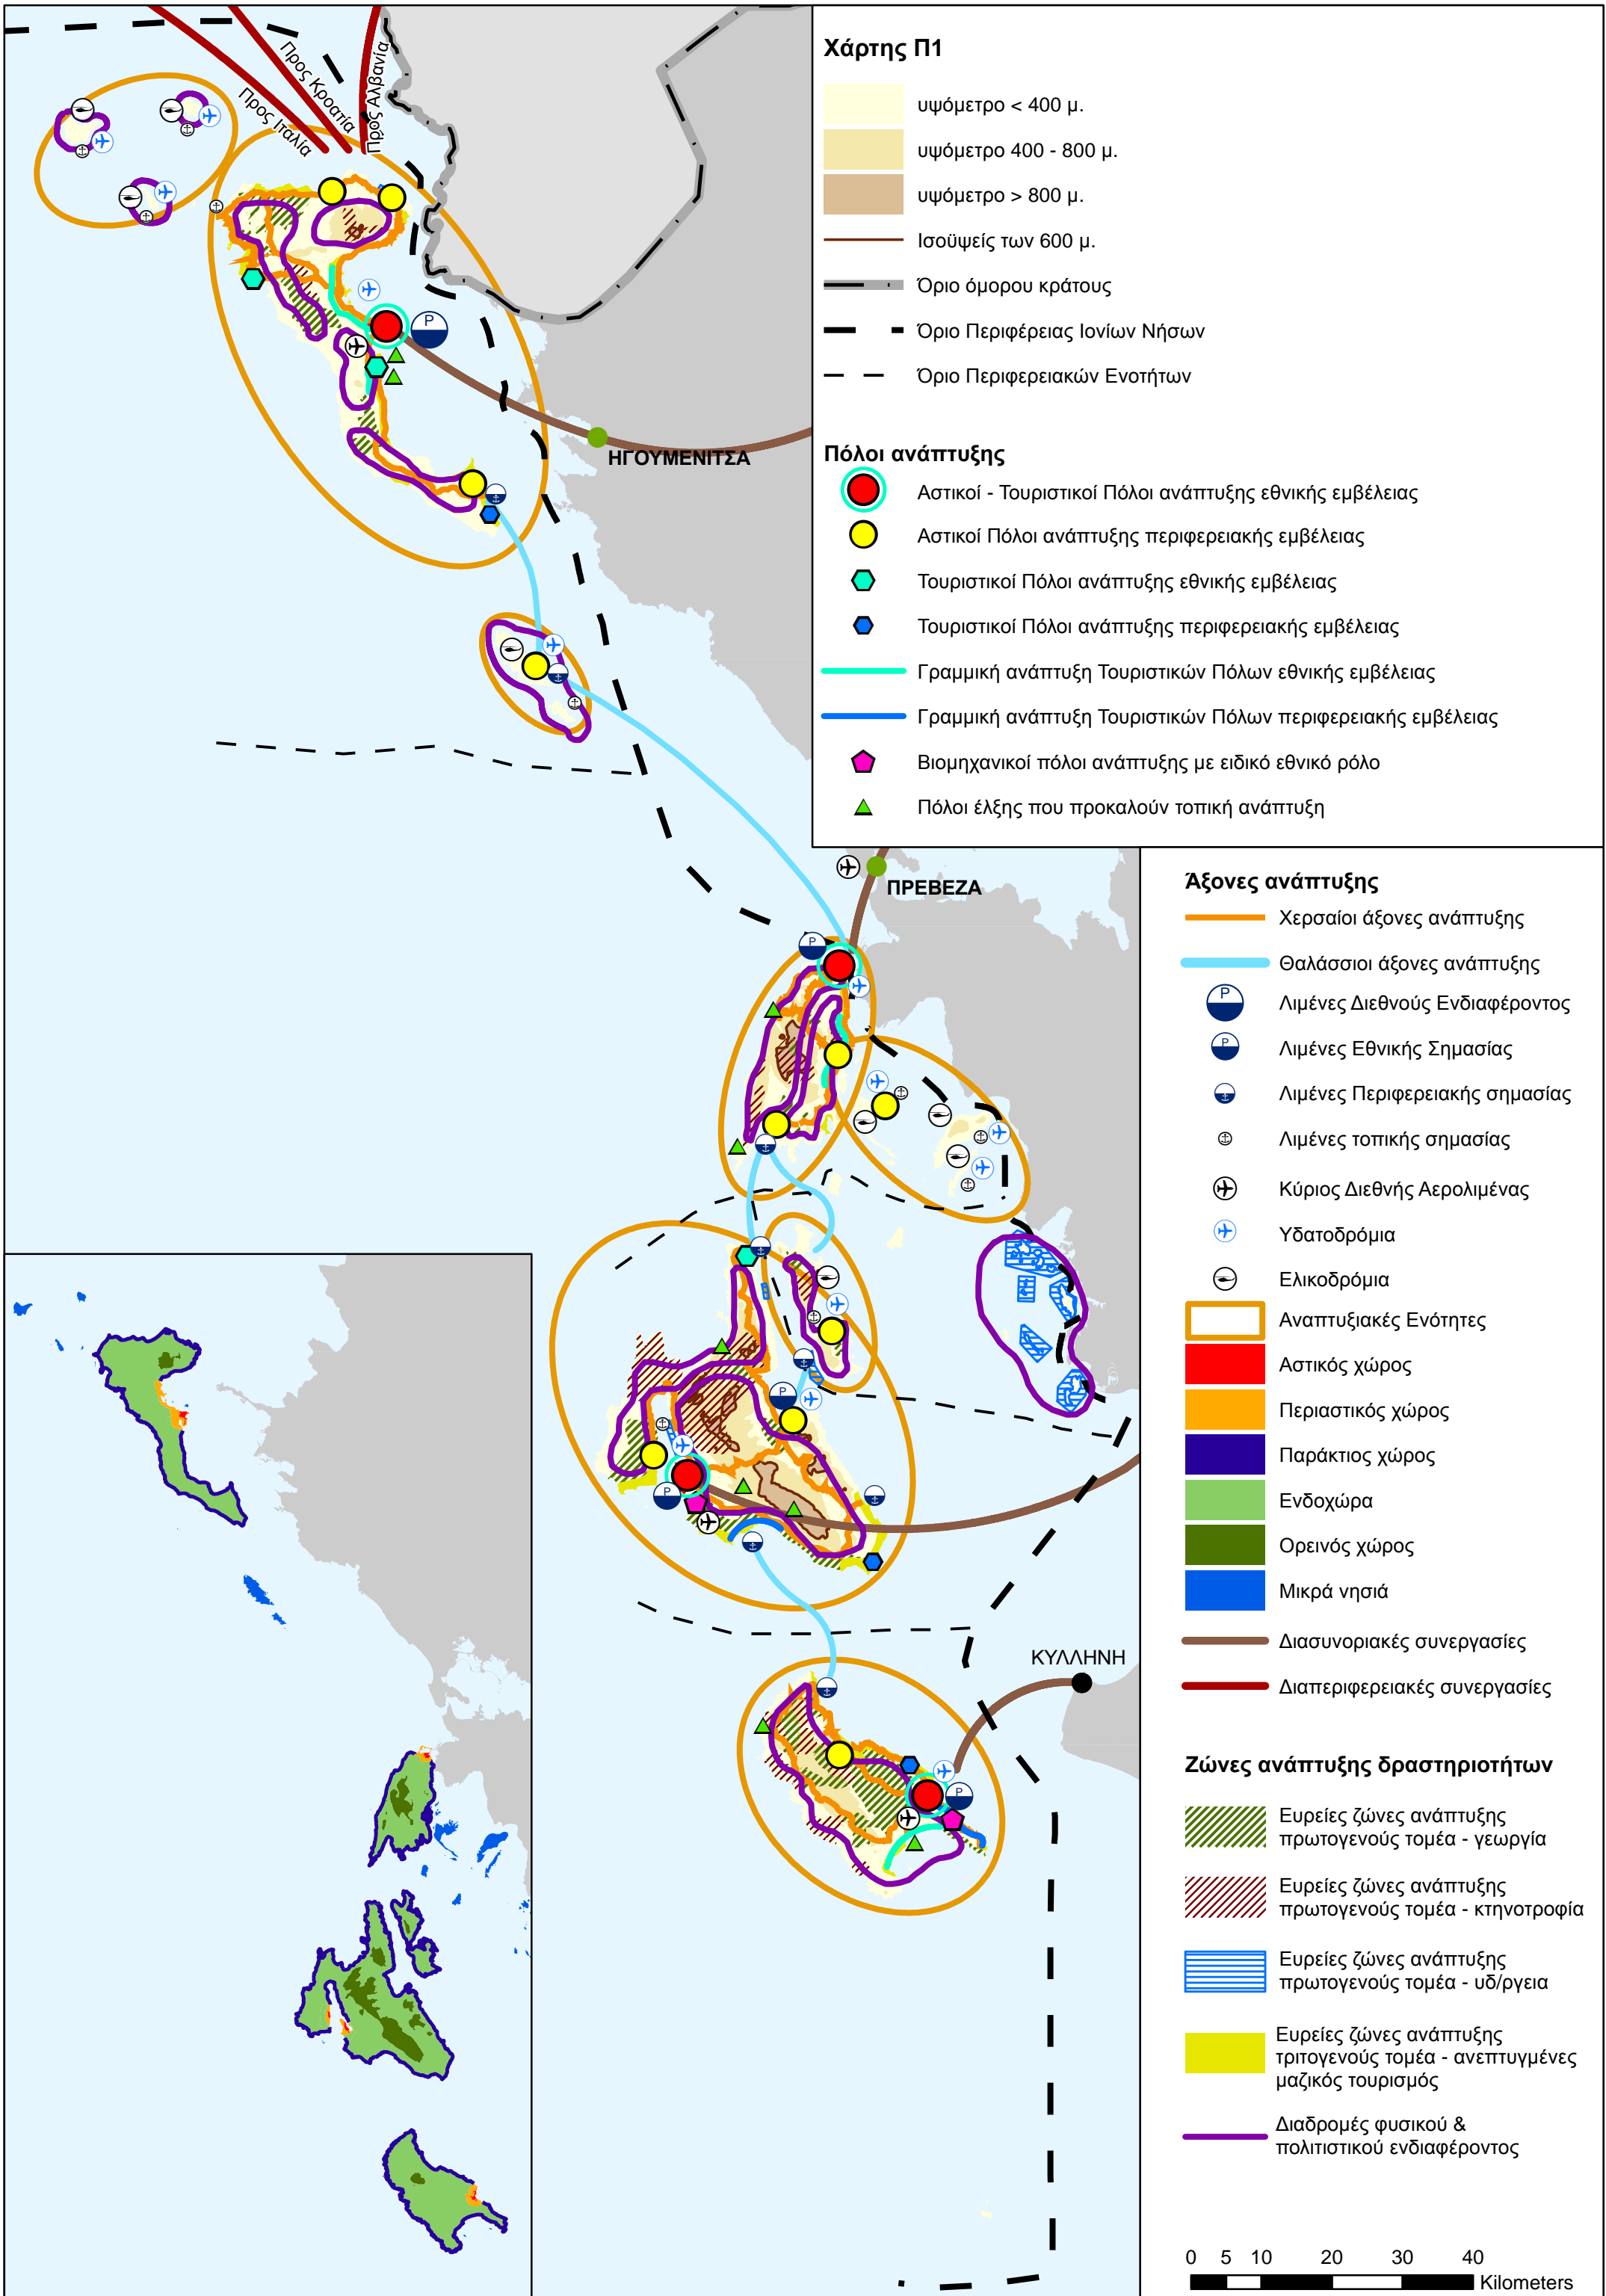 Προς Ιταλία
Προς Κροατία
Προς Αλβανία
ΗΓΟΥΜΕΝΙΤΣΑ
ΠΡΕΒΕΖΑ
ΚΥΛΛΗΝΗ
P
P
P
P
P
Χάρτης Π1
υψόμετρο < 400 μ.
υψόμετρο 400 - 800 μ.
υψόμετρο > 800 μ.
Ισοϋψείς των 600 μ.
Όριο όμορου κράτους
Όριο Περιφέρειας Ιονίων Νήσων
Όριο Περιφερειακών Ενοτήτων
Πόλοι ανάπτυξης
Αστικοί - Τουριστικοί Πόλοι ανάπτυξης εθνικής εμβέλειας
Αστικοί Πόλοι ανάπτυξης περιφερειακής εμβέλειας
Τουριστικοί Πόλοι ανάπτυξης εθνικής εμβέλειας
Τουριστικοί Πόλοι ανάπτυξης περιφερειακής εμβέλειας
Γραμμική ανάπτυξη Τουριστικών Πόλων εθνικής εμβέλειας
Γραμμική ανάπτυξη Τουριστικών Πόλων περιφερειακής εμβέλειας
Βιομηχανικοί πόλοι ανάπτυξης με ειδικό εθνικό ρόλο
Πόλοι έλξης που προκαλούν τοπική ανάπτυξη
Άξονες ανάπτυξης
Χερσαίοι άξονες ανάπτυξης
Θαλάσσιοι άξονες ανάπτυξης
P Λιμένες Διεθνούς Ενδιαφέροντος
P Λιμένες Εθνικής Σημασίας
Λιμένες Περιφερειακής σημασίας
Λιμένες τοπικής σημασίας
Κύριος Διεθνής Αερολιμένας
Υδατοδρόμια
Ελικοδρόμια
Αναπτυξιακές Ενότητες
Αστικός χώρος
Περιαστικός χώρος
Παράκτιος χώρος
Ενδοχώρα
Ορεινός χώρος
Μικρά νησιά
Διασυνοριακές συνεργασίες
Διαπεριφερειακές συνεργασίες
Ζώνες ανάπτυξης δραστηριοτήτων
Ευρείες ζώνες ανάπτυξης
πρωτογενούς τομέα - γεωργία
Ευρείες ζώνες ανάπτυξης
πρωτογενούς τομέα - κτηνοτροφία
Ευρείες ζώνες ανάπτυξης
πρωτογενούς τομέα - υδ/ργεια
Ευρείες ζώνες ανάπτυξης
τριτογενούς τομέα - ανεπτυγμένες
μαζικός τουρισμός
Διαδρομές φυσικού &
πολιτιστικού ενδιαφέροντος
0 5 10 20 30 40
Kilometers